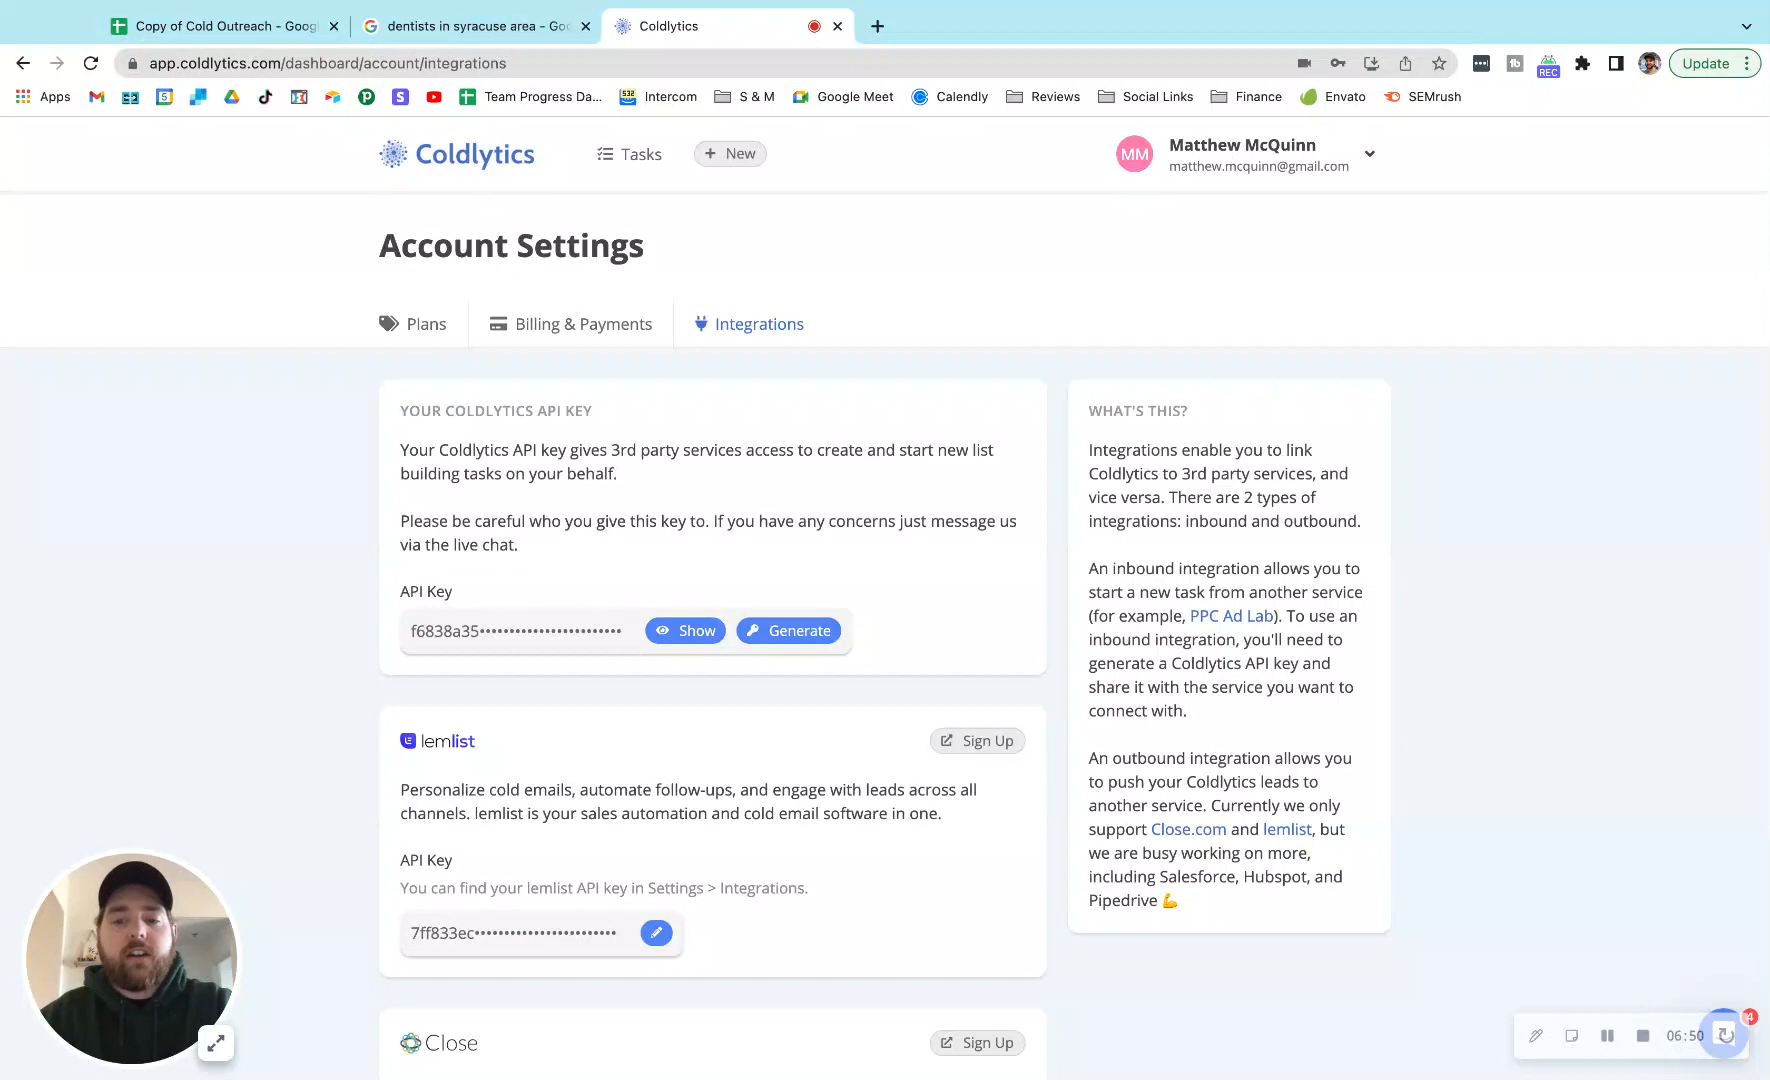 Copy of Cold Outreach - Goog
dentists in syracuse area - Goo
Coldlytics
app.coldlytics.com/dashboard/account/integrations
REC
Update
Apps
Team Progress Da...
Intercom
S & M
Google Meet
Calendly
Reviews
Social Links
Finance
Envato
SEMrush
Coldlytics
Tasks
+ New
MM
Matthew McQuinn
matthew.mcquinn@gmail.com
Account Settings
Plans
Billing & Payments
Integrations
YOUR COLDLYTICS API KEY
Your Coldlytics API key gives 3rd party services access to create and start new list
building tasks on your behalf.
Please be careful who you give this key to. If you have any concerns just message us
via the live chat.
API Key
f6838a35••••••••••••••••••••••••
Show
Generate
lemlist
Sign Up
Personalize cold emails, automate follow-ups, and engage with leads across all
channels. lemlist is your sales automation and cold email software in one.
API Key
You can find your lemlist API key in Settings > Integrations.
7ff833ec••••••••••••••••••••••••
Close
Sign Up
WHAT'S THIS?
Integrations enable you to link
Coldlytics to 3rd party services, and
vice versa. There are 2 types of
integrations: inbound and outbound.
An inbound integration allows you to
start a new task from another service
(for example, PPC Ad Lab). To use an
inbound integration, you'll need to
generate a Coldlytics API key and
share it with the service you want to
connect with.
An outbound integration allows you
to push your Coldlytics leads to
another service. Currently we only
support Close.com and lemlist, but
we are busy working on more,
including Salesforce, Hubspot, and
Pipedrive 💪
06:50
4